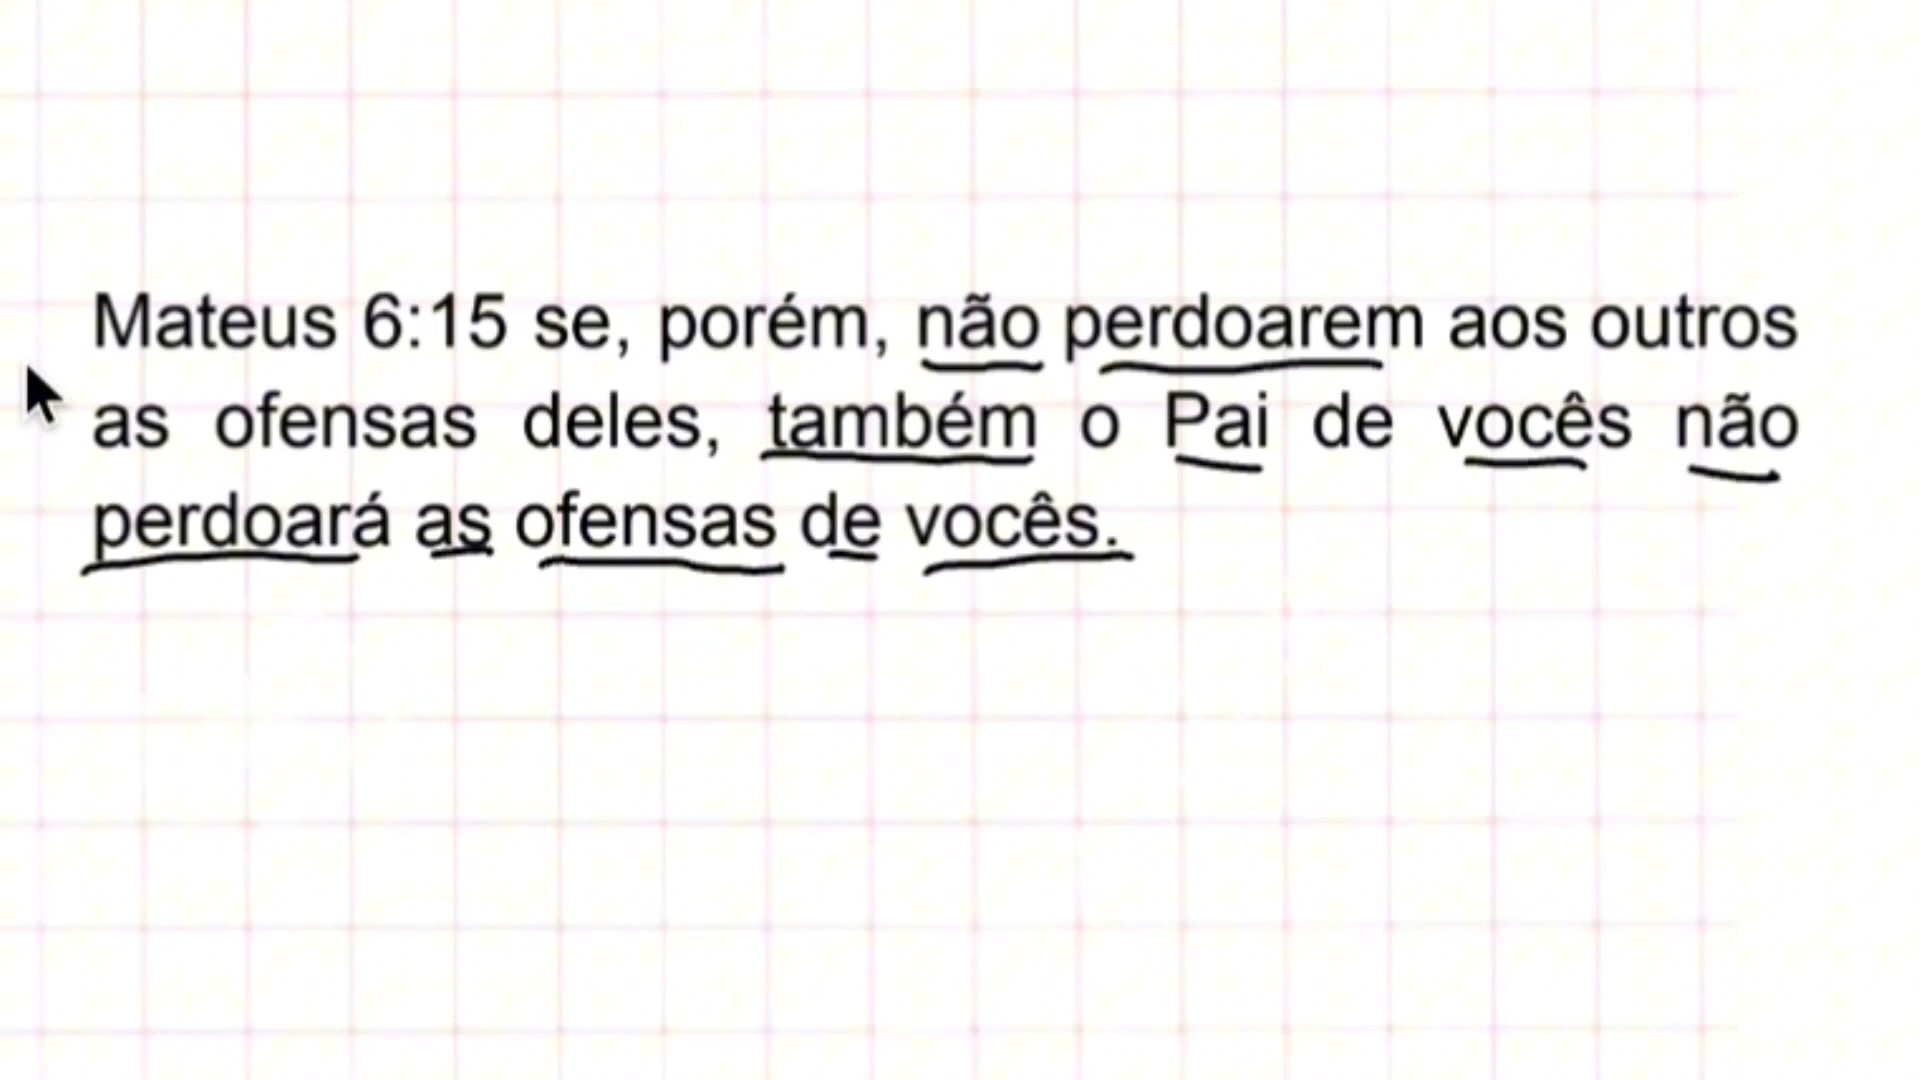 Mateus 6:15 se, porém, não perdoarem aos outros
as ofensas deles, também o Pai de vocês não
perdoará as ofensas de vocês.